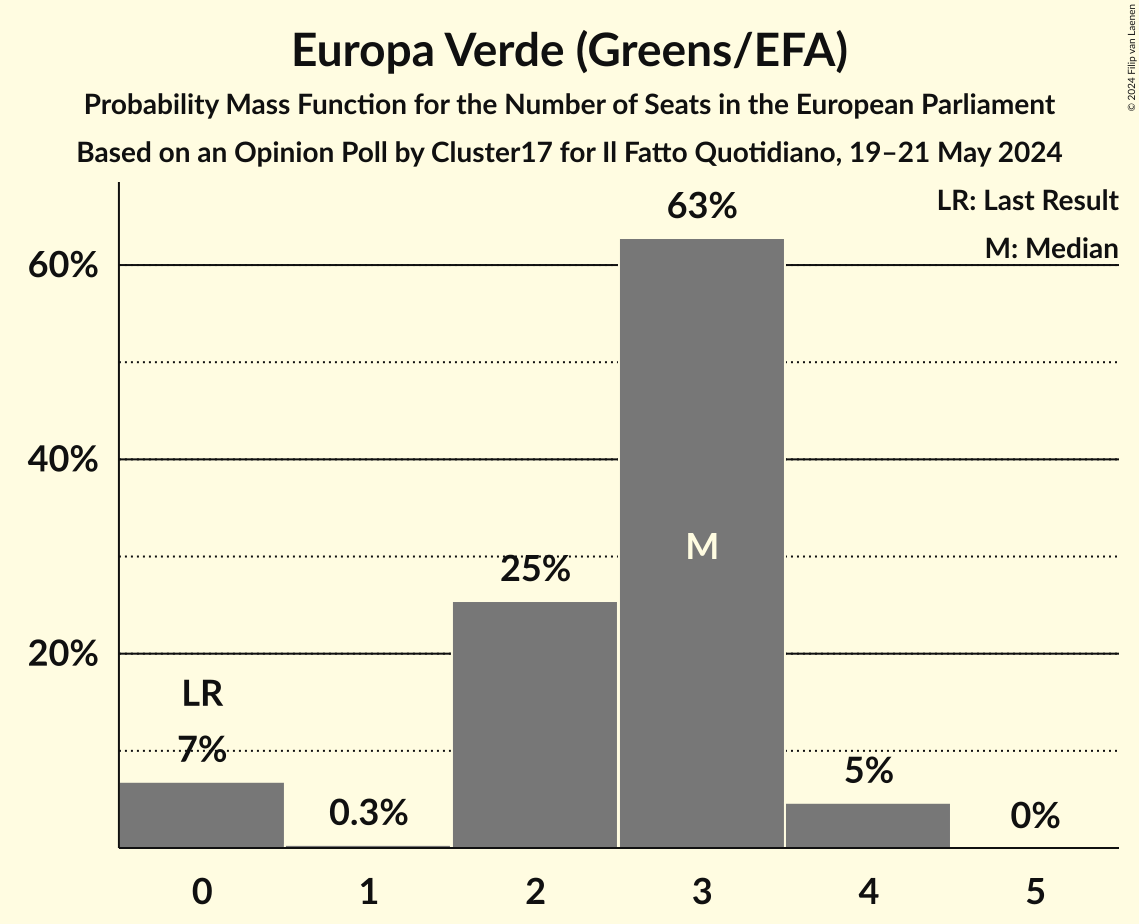 Europa Verde (Greens/EFA)
Probability Mass Function for the Number of Seats in the European Parliament
Based on an Opinion Poll by Cluster17 for Il Fatto Quotidiano, 19–21 May 2024
© 2024 Filip van Laenen
LR: Last Result
M: Median
60%
40%
20%
LR
7%
0.3%
25%
63%
M
5%
0%
0
1
2
3
4
5